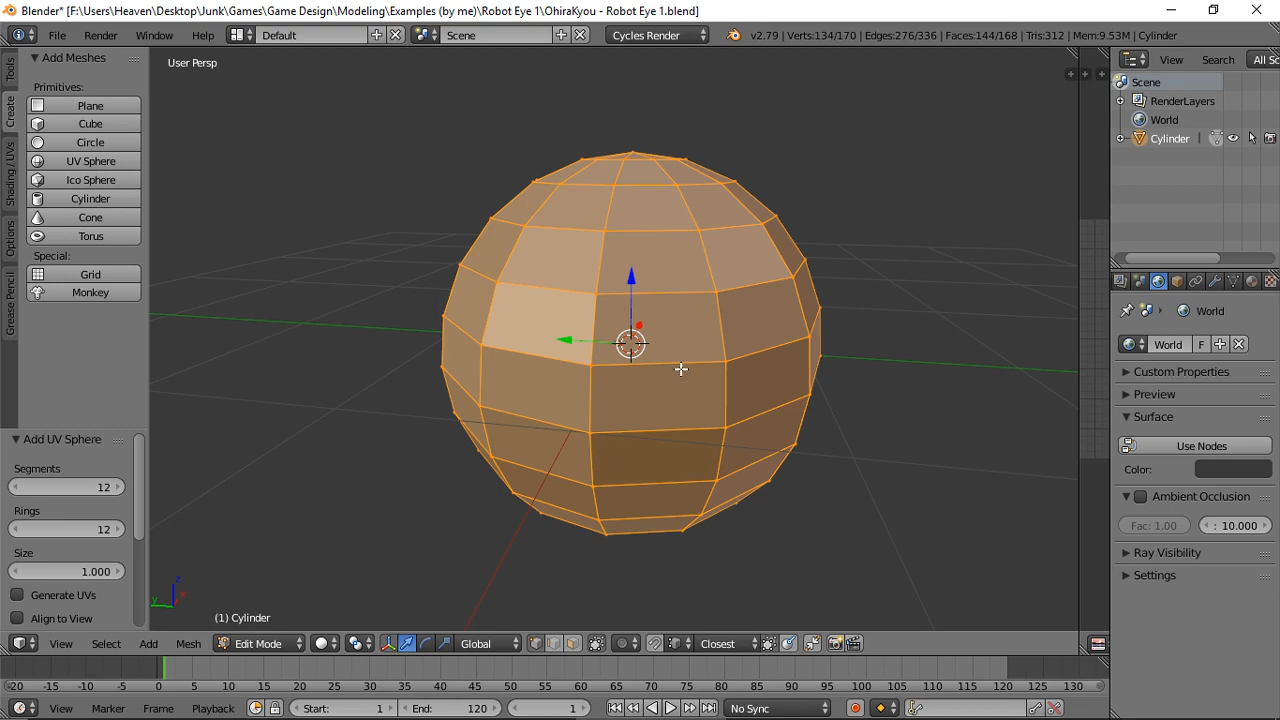 Blender* [F:\Users\Heaven\Desktop\Junk\Games\Game Design\Modeling\Examples (by me)\Robot Eye 1\OhiraKyou - Robot Eye 1.blend]
File Render Window Help Default Scene Cycles Render v2.79 | Verts:134/170 | Edges:276/336 | Faces:144/168 | Tris:312 | Mem:9.53M | Cylinder
Tools
Create
Shading / UVs
Options
Grease Pencil
Add Meshes
Primitives:
Plane
Cube
Circle
UV Sphere
Ico Sphere
Cylinder
Cone
Torus
Special:
Grid
Monkey
Add UV Sphere
Segments
12
Rings
12
Size
1.000
Generate UVs
Align to View
User Persp
z
y
x
(1) Cylinder
View Search All Sc
Scene
RenderLayers
World
Cylinder
World
World F
Custom Properties
Preview
Surface
Use Nodes
Color:
Ambient Occlusion
Fac: 1.00 : 10.000
Ray Visibility
Settings
View Select Add Mesh Edit Mode Global Closest
-20 -15 -10 -5 0 5 10 15 20 25 30 35 40 45 50 55 60 65 70 75 80 85 90 95 100 105 110 115 120 125 130
View Marker Frame Playback Start: 1 End: 120 1 No Sync